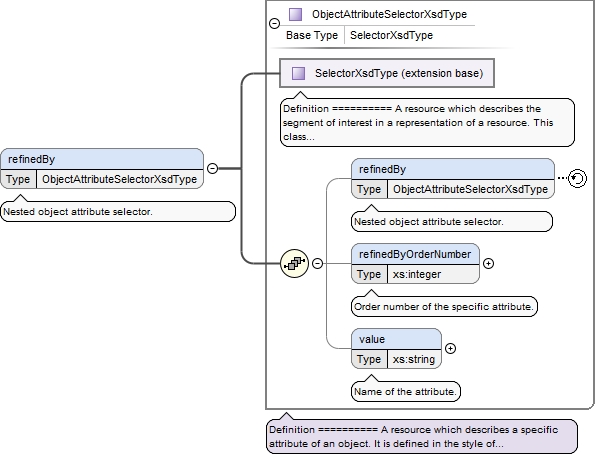 ObjectAttributeSelectorXsdType
Base Type SelectorXsdType
SelectorXsdType (extension base)
Definition ========== A resource which describes the
segment of interest in a representation of a resource. This
class...
refinedBy
Type ObjectAttributeSelectorXsdType
Nested object attribute selector.
refinedBy
Type ObjectAttributeSelectorXsdType
Nested object attribute selector.
refinedByOrderNumber
Type xs:integer
Order number of the specific attribute.
value
Type xs:string
Name of the attribute.
Definition ========== A resource which describes a specific
attribute of an object. It is defined in the style of...